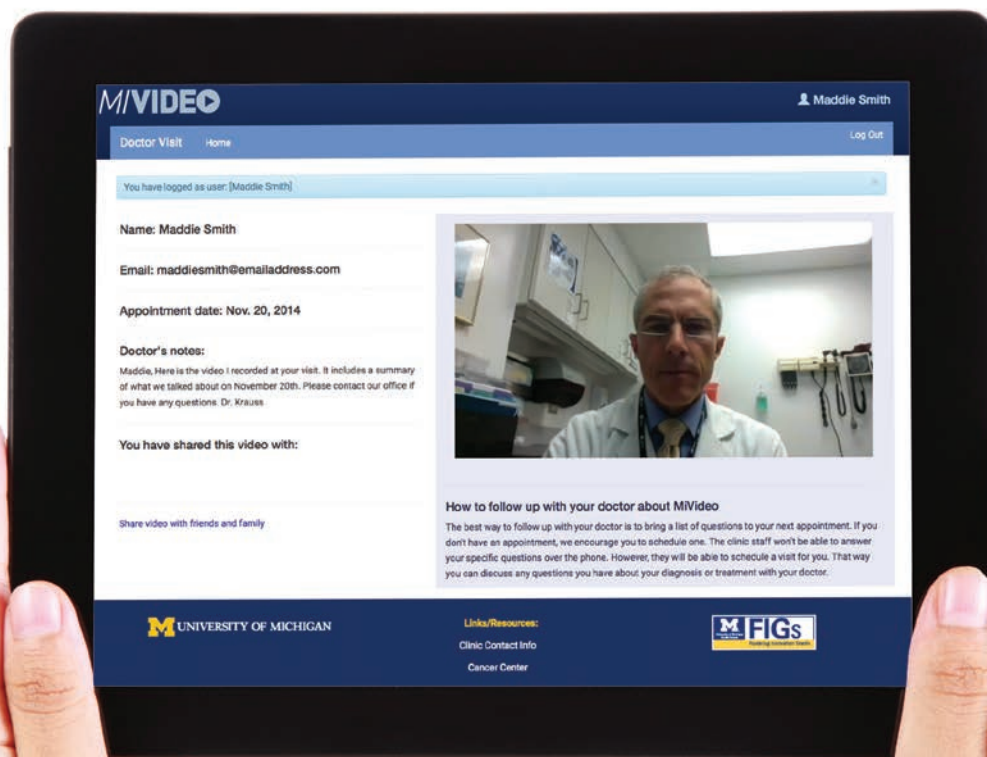 MiVIDEO
Maddie Smith
Doctor Visit Home
Log Out
You have logged as user: [Maddie Smith]
Name: Maddie Smith
Email: maddiesmith@emailaddress.com
Appointment date: Nov. 20, 2014
Doctor's notes:
Maddie, Here is the video I recorded at your visit. It includes a summary
of what we talked about on November 20th. Please contact our office if
you have any questions. Dr. Krauss
You have shared this video with:
Share video with friends and family
How to follow up with your doctor about MiVideo
The best way to follow up with your doctor is to bring a list of questions to your next appointment. If you
don't have an appointment, we encourage you to schedule one. The clinic staff won't be able to answer
your specific questions over the phone. However, they will be able to schedule a visit for you. That way
you can discuss any questions you have about your diagnosis or treatment with your doctor.
M UNIVERSITY OF MICHIGAN
Links/Resources:
Clinic Contact Info
Cancer Center
M FIGs
Fostering Innovation Grants